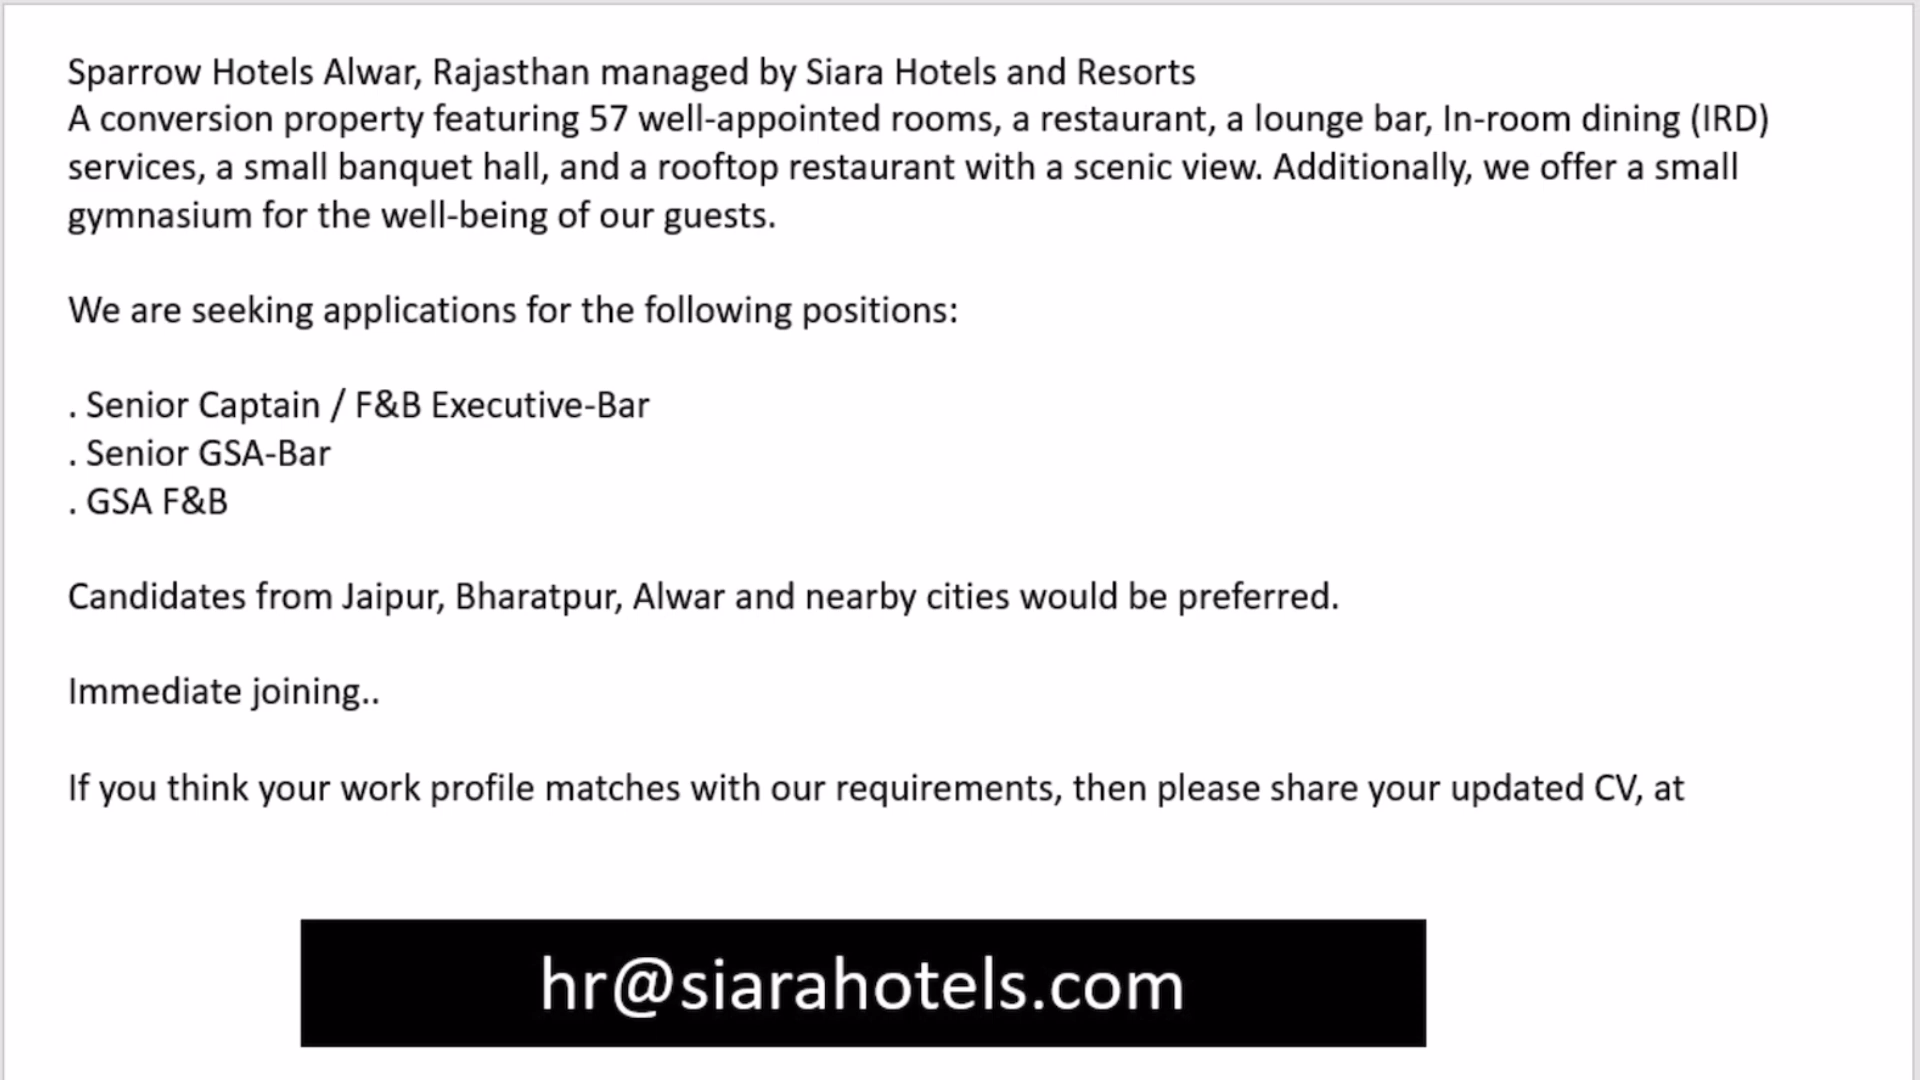 Sparrow Hotels Alwar, Rajasthan managed by Siara Hotels and Resorts
A conversion property featuring 57 well-appointed rooms, a restaurant, a lounge bar, In-room dining (IRD)
services, a small banquet hall, and a rooftop restaurant with a scenic view. Additionally, we offer a small
gymnasium for the well-being of our guests.
We are seeking applications for the following positions:
. Senior Captain / F&B Executive-Bar
. Senior GSA-Bar
. GSA F&B
Candidates from Jaipur, Bharatpur, Alwar and nearby cities would be preferred.
Immediate joining..
If you think your work profile matches with our requirements, then please share your updated CV, at
hr@siarahotels.com